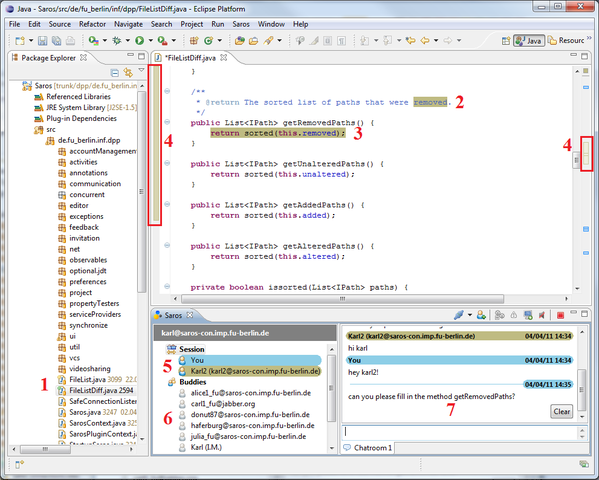 Java - Saros/src/de/fu_berlin/inf/dpp/FileListDiff.java - Eclipse Platform
File Edit Source Refactor Navigate Search Project Run Saros Window Help
Java
Resourc
Package Explorer
Saros [trunk/dpp/de.fu_berlin.inf.
Referenced Libraries
JRE System Library [J2SE-1.5]
Plug-in Dependencies
src
de.fu_berlin.inf.dpp
accountManagement
activities
annotations
communication
concurrent
editor
exceptions
feedback
invitation
net
observables
optional.jdt
preferences
project
propertyTesters
serviceProviders
synchronize
ui
util
vcs
videosharing
FileList.java 3099 22.0
1
FileListDiff.java 2594
SafeConnectionListener
Saros.java 3247 02.04
SarosContext.java 325
SarosPluginContext.ja
StartupSaros.java
*FileListDiff.java
}
/**
* @return The sorted list of paths that were removed.
2
*/
public List<IPath> getRemovedPaths() {
return sorted(this.removed);
3
}
4
4
public List<IPath> getUnalteredPaths() {
return sorted(this.unaltered);
}
public List<IPath> getAddedPaths() {
return sorted(this.added);
}
public List<IPath> getAlteredPaths() {
return sorted(this.altered);
}
private boolean issorted(List<IPath> paths) {
Saros
karl@saros-con.imp.fu-berlin.de
Session
You
5
Karl2 (karl2@saros-con.imp.fu-berlin.de)
Buddies
alice1_fu@saros-con.imp.fu-berlin.de
carl1_fu@jabber.org
6
donut87@saros-con.imp.fu-berlin.de
haferburg@saros-con.imp.fu-berlin.de
julia_fu@saros-con.imp.fu-berlin.de
Karl (I.M.)
Karl2 (karl2@saros-con.imp.fu-berlin.de) 04/04/11 14:34
hi karl
You 04/04/11 14:34
hey karl2!
04/04/11 14:35
can you please fill in the method getRemovedPaths?
7
Clear
Chatroom 1